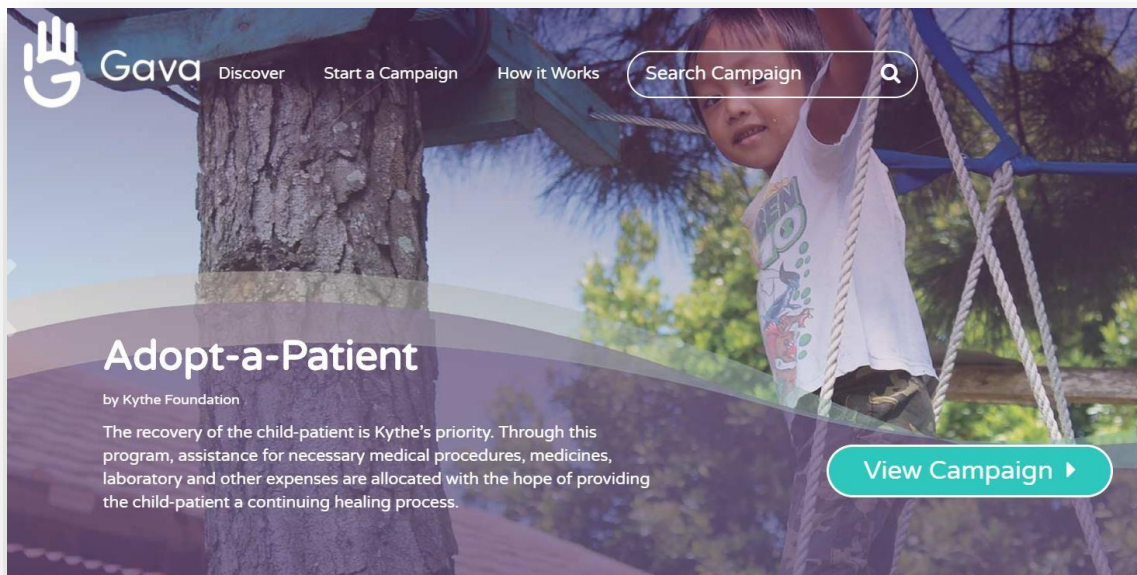 Gava
Discover
Start a Campaign
How it Works
Search Campaign
BEN
10
Adopt-a-Patient
by Kythe Foundation
The recovery of the child-patient is Kythe's priority. Through this
program, assistance for necessary medical procedures, medicines,
laboratory and other expenses are allocated with the hope of providing
the child-patient a continuing healing process.
View Campaign